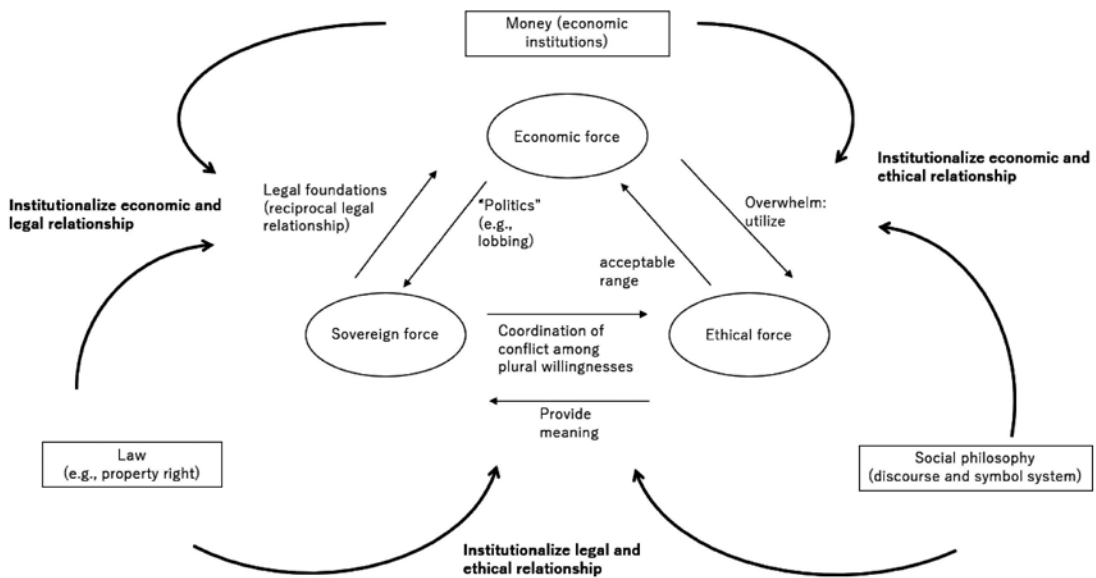 Money (economic
institutions)
Economic force
Institutionalize economic and
ethical relationship
Institutionalize economic and
legal relationship
Legal foundations
(reciprocal legal
relationship)
“Politics”
(e.g.,
lobbing)
Overwhelm:
utilize
acceptable
range
Sovereign force
Coordination of
conflict among
plural willingnesses
Ethical force
Provide
meaning
Law
(e.g., property right)
Social philosophy
(discourse and symbol system)
Institutionalize legal and
ethical relationship